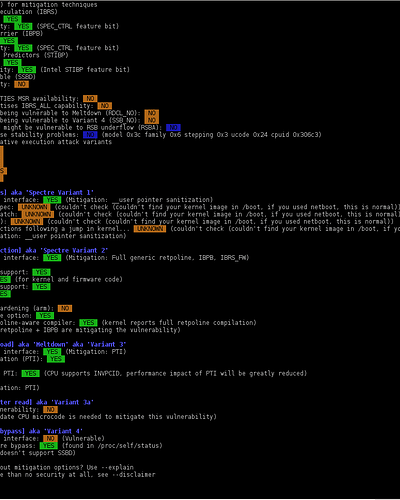 ) for mitigation techniques
eculation (IBRS)
YES
ty: YES (SPEC_CTRL feature bit)
rrier (IBPB)
YES
ty: YES (SPEC_CTRL feature bit)
Predictors (STIBP)
YES
ity: YES (Intel STIBP feature bit)
ble (SSBD)
ty: NO
TIES MSR availability: NO
tises IBRS_ALL capability: NO
being vulnerable to Meltdown (RDCL_NO): NO
being vulnerable to Variant 4 (SSB_NO): NO
might be vulnerable to RSB underflow (RSBA): NO
se stability problems: NO (model 0x3c family 0x6 stepping 0x3 ucode 0x24 cpuid 0x306c3)
ative execution attack variants
S
s] aka 'Spectre Variant 1'
interface: YES (Mitigation: __user pointer sanitization)
pec: UNKNOWN (couldn't check (couldn't find your kernel image in /boot, if you used netboot, this is normal))
atch: UNKNOWN (couldn't check (couldn't find your kernel image in /boot, if you used netboot, this is normal))
): UNKNOWN (couldn't check (couldn't find your kernel image in /boot, if you used netboot, this is normal))
ctions following a jump in kernel... UNKNOWN (couldn't check (couldn't find your kernel image in /boot, if yo
ation: __user pointer sanitization)
ction] aka 'Spectre Variant 2'
interface: YES (Mitigation: Full generic retpoline, IBPB, IBRS_FW)
support: YES
ES (for kernel and firmware code)
support: YES
ES
ardening (arm): NO
e option: YES
oline-aware compiler: YES (kernel reports full retpoline compilation)
retpoline + IBPB are mitigating the vulnerability)
oad] aka 'Meltdown' aka 'Variant 3'
interface: YES (Mitigation: PTI)
ation (PTI): YES
PTI: YES (CPU supports INVPCID, performance impact of PTI will be greatly reduced)
ation: PTI)
ter read] aka 'Variant 3a'
nerability: NO
date CPU microcode is needed to mitigate this vulnerability)
bypass] aka 'Variant 4'
interface: NO (Vulnerable)
re bypass: YES (found in /proc/self/status)
doesn't support SSBD)
out mitigation options? Use --explain
e than no security at all, see --disclaimer